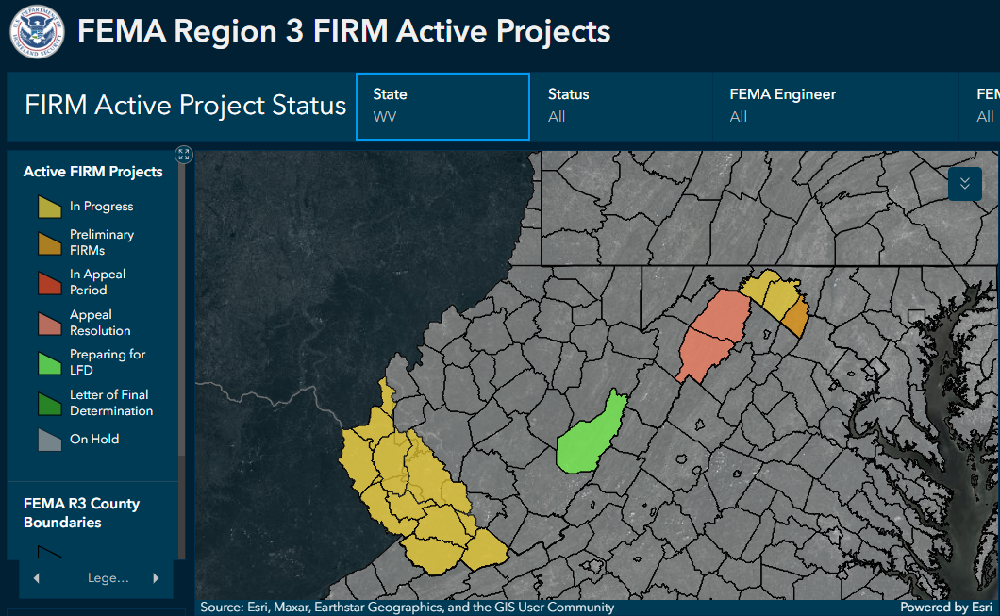 FEMA Region 3 FIRM Active Projects
FIRM Active Project Status
State
WV
Status
All
FEMA Engineer
All
FEM
All
Active FIRM Projects
In Progress
Preliminary
FIRMs
In Appeal
Period
Appeal
Resolution
Preparing for
LFD
Letter of Final
Determination
On Hold
FEMA R3 County
Boundaries
Lege...
Source: Esri, Maxar, Earthstar Geographics, and the GIS User Community
Powered by Esri